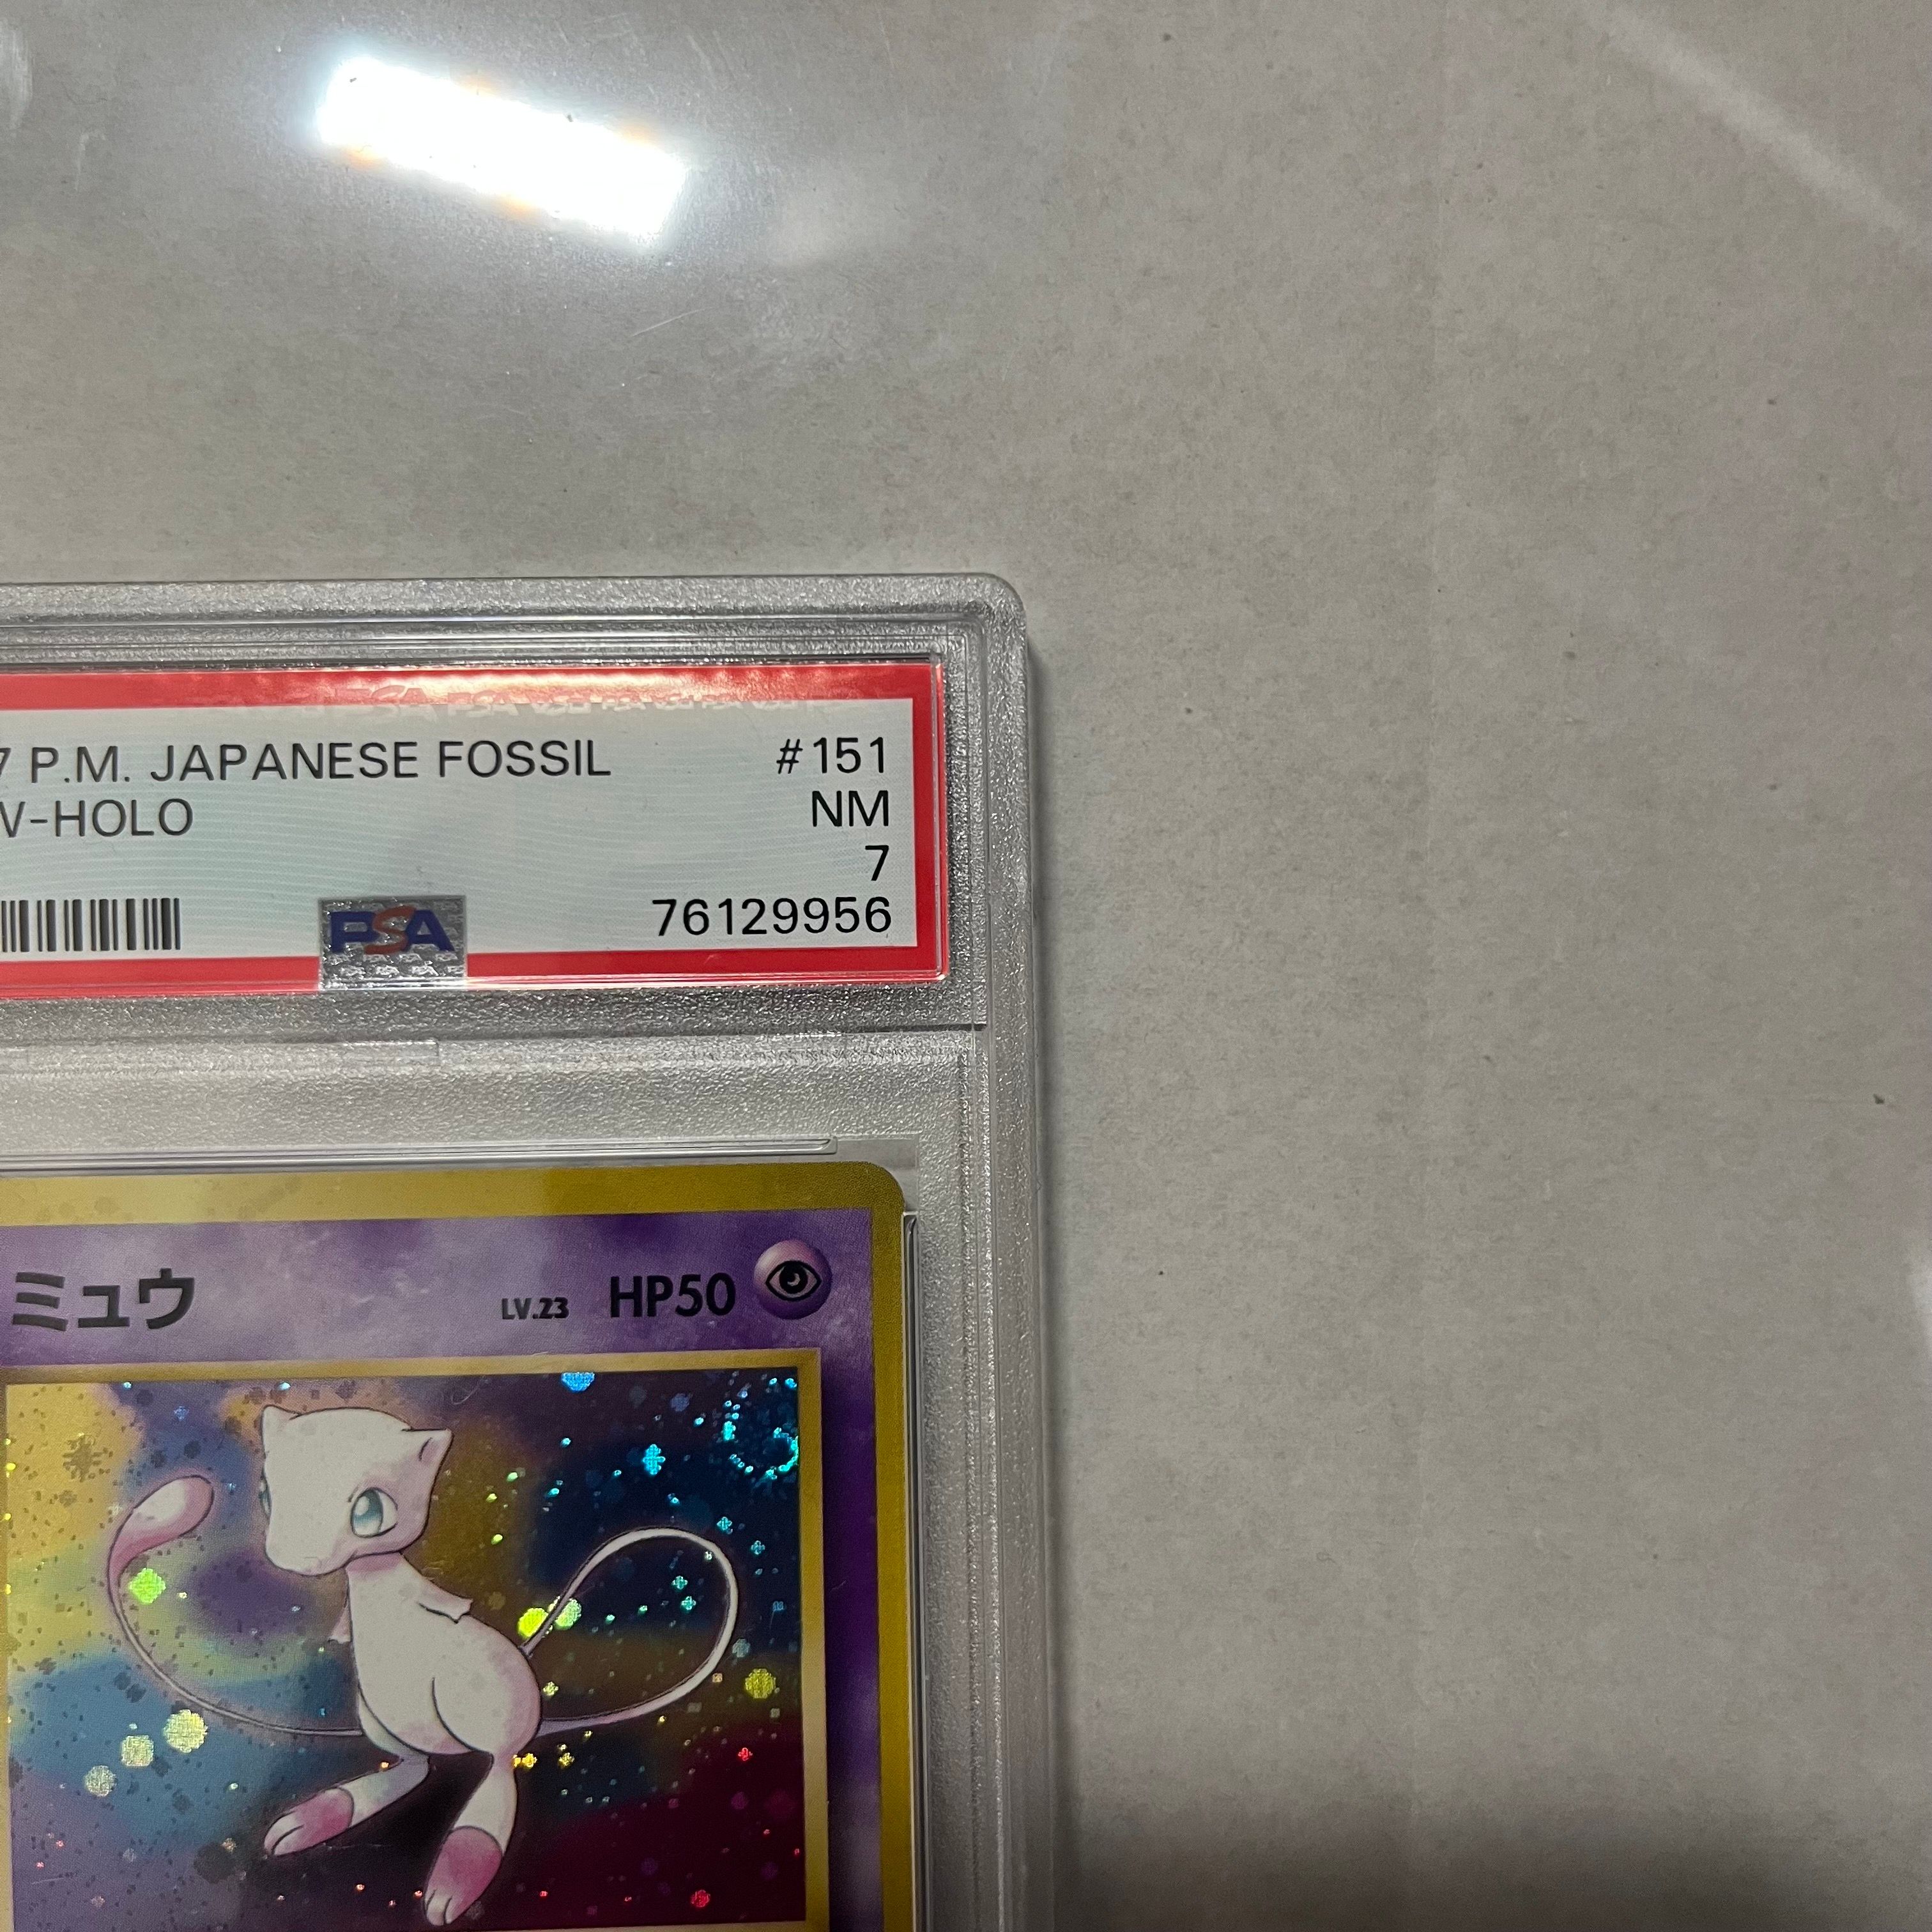 7 P.M. JAPANESE FOSSIL #151
W-HOLO NM
7
PSA 76129956
ミュウ LV.23 HP50